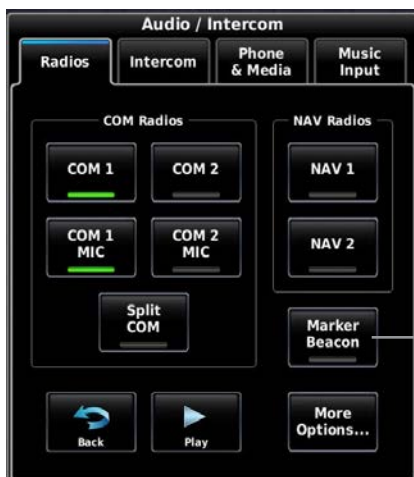 Audio / Intercom
Radios
Intercom
Phone
& Media
Music
Input
COM Radios
NAV Radios
COM 1
COM 2
NAV 1
COM 1
MIC
COM 2
MIC
NAV 2
Split
COM
Marker
Beacon
Back
Play
More
Options...